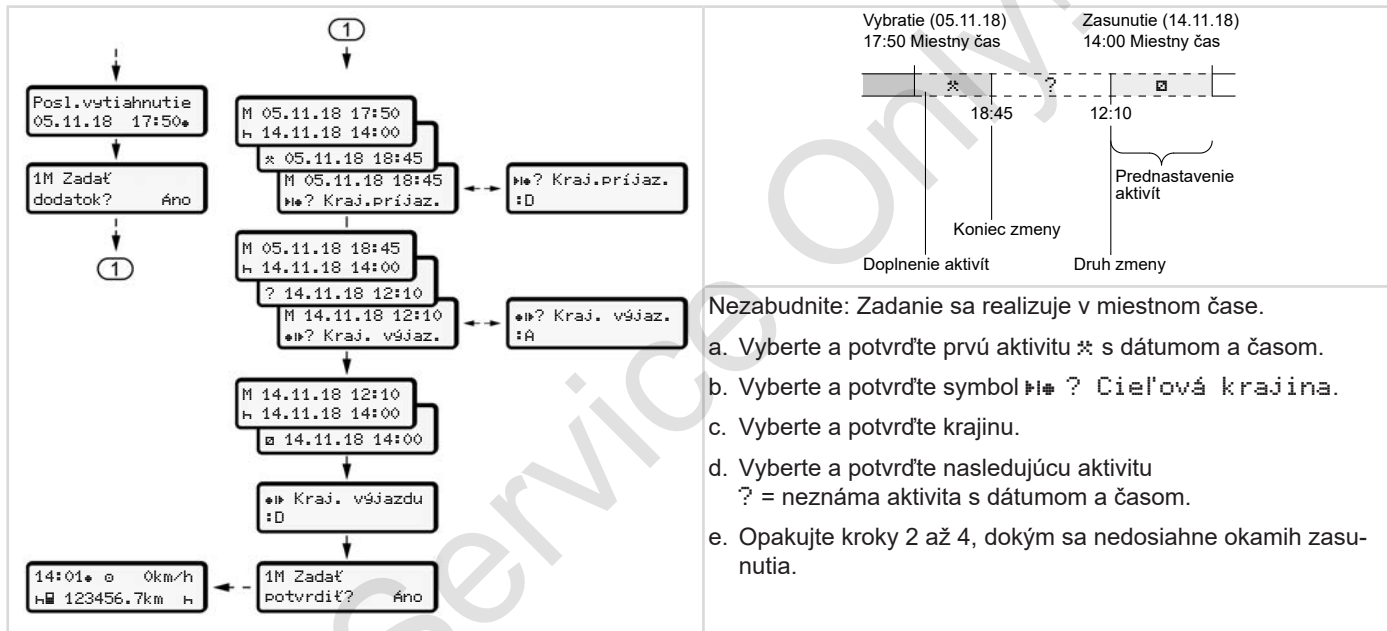 1
Posl.vytiahnutie
05.11.18 17:50
1M Zadať
dodatok? Áno
1
M 05.11.18 17:50
14.11.18 14:00
05.11.18 18:45
M 05.11.18 18:45
? Kraj.príjaz.
? Kraj.príjaz.
:D
M 05.11.18 18:45
14.11.18 14:00
? 14.11.18 12:10
M 14.11.18 12:10
? Kraj. výjaz.
? Kraj. výjaz.
:A
M 14.11.18 12:10
14.11.18 14:00
14.11.18 14:00
Kraj. výjazdu
:D
1M Zadať
potvrdiť? Áno
14:01 0km/h
123456.7km
Vybratie (05.11.18)
17:50 Miestny čas
Zasunutie (14.11.18)
14:00 Miestny čas
?
18:45
12:10
Prednastavenie
aktivít
Koniec zmeny
Doplnenie aktivít
Druh zmeny
Nezabudnite: Zadanie sa realizuje v miestnom čase.
a. Vyberte a potvrďte prvú aktivitu s dátumom a časom.
b. Vyberte a potvrďte symbol ? Cieľová krajina.
c. Vyberte a potvrďte krajinu.
d. Vyberte a potvrďte nasledujúcu aktivitu
? = neznáma aktivita s dátumom a časom.
e. Opakujte kroky 2 až 4, dokým sa nedosiahne okamih zasu-
nutia.
Service Only